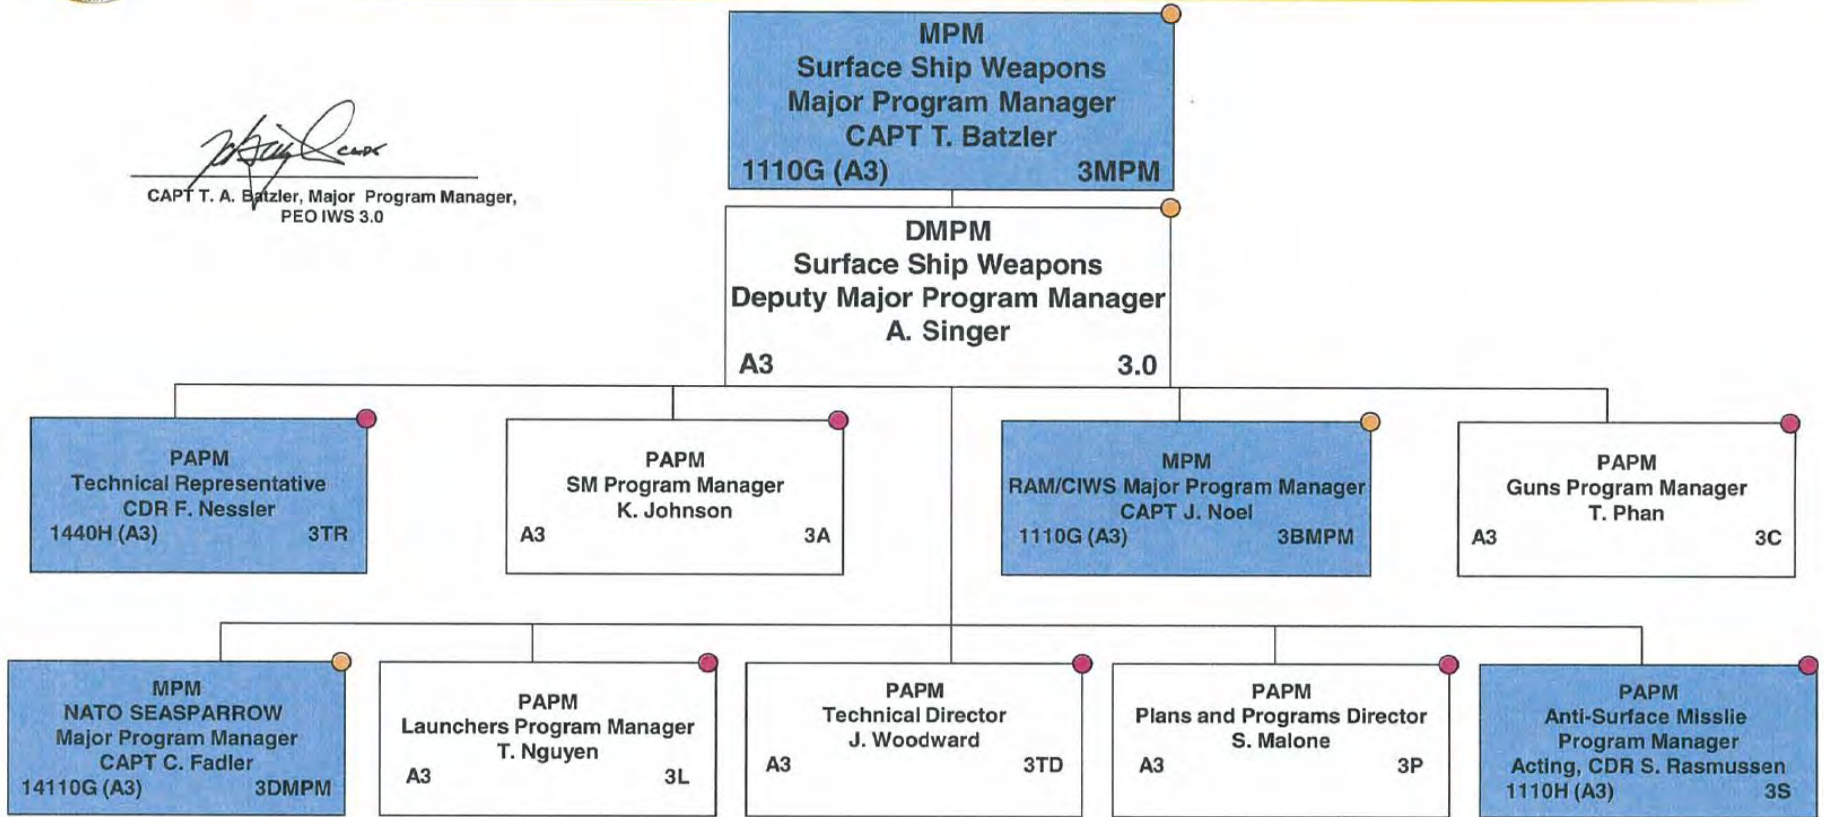 MPM
Surface Ship Weapons
Major Program Manager
CAPT T. Batzler
1110G (A3) 3MPM
CAPT T. A. Batzler, Major Program Manager,
PEO IWS 3.0
DMPM
Surface Ship Weapons
Deputy Major Program Manager
A. Singer
A3 3.0
PAPM
Technical Representative
CDR F. Nessler
1440H (A3) 3TR
PAPM
SM Program Manager
K. Johnson
A3 3A
MPM
RAM/CIWS Major Program Manager
CAPT J. Noel
1110G (A3) 3BMPM
PAPM
Guns Program Manager
T. Phan
A3 3C
MPM
NATO SEASPARROW
Major Program Manager
CAPT C. Fadler
14110G (A3) 3DMPM
PAPM
Launchers Program Manager
T. Nguyen
A3 3L
PAPM
Technical Director
J. Woodward
A3 3TD
PAPM
Plans and Programs Director
S. Malone
A3 3P
PAPM
Anti-Surface Misslie
Program Manager
Acting, CDR S. Rasmussen
1110H (A3) 3S